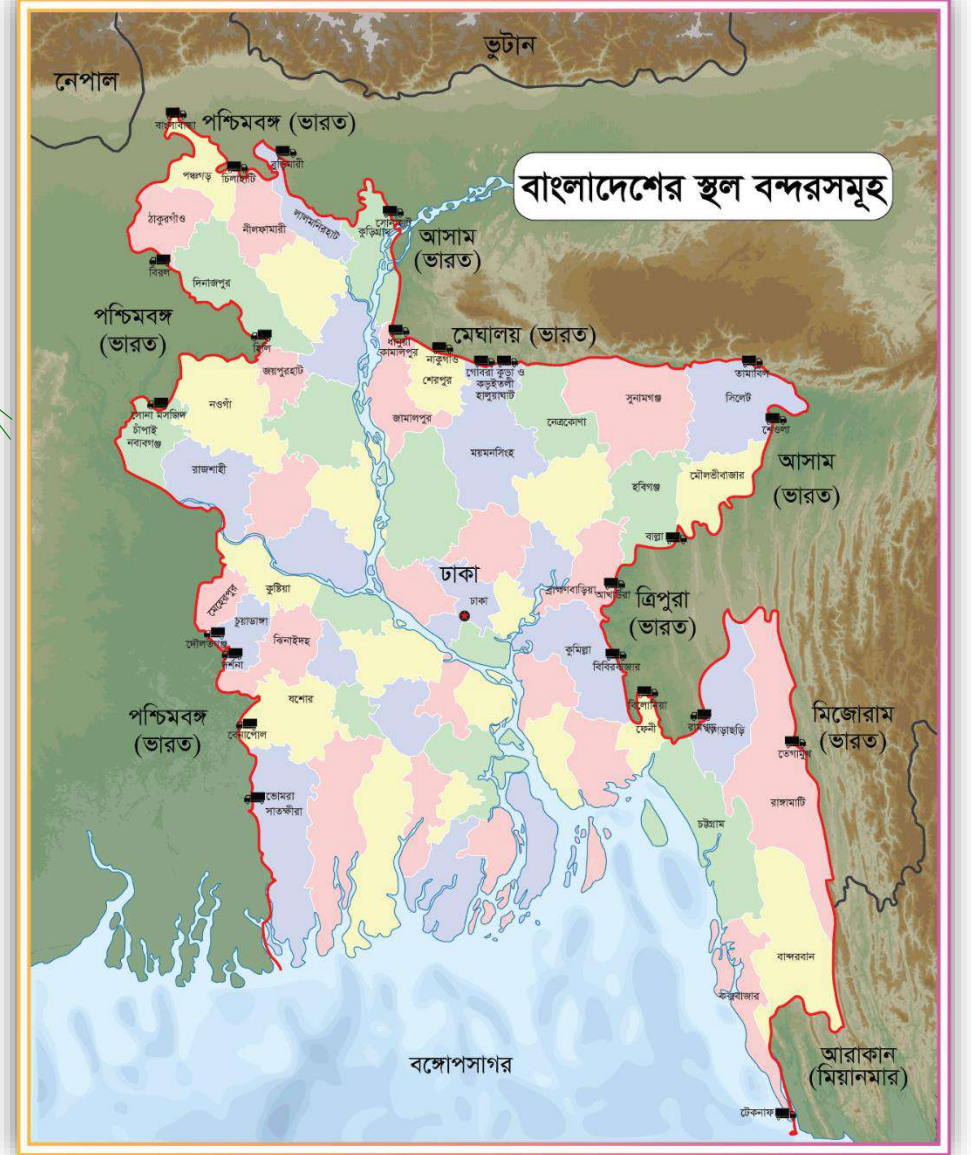 ভুটান
নেপাল
বাংলাবান্ধা
পশ্চিমবঙ্গ (ভারত)
বুড়িমারী
পঞ্চগড়
চিলাহাটি
বাংলাদেশের স্থল বন্দরসমূহ
লালমনিরহাট
ঠাকুরগাঁও
নীলফামারী
সোনাহাট
কুড়িগ্রাম
আসাম
(ভারত)
বিরল
দিনাজপুর
পশ্চিমবঙ্গ
(ভারত)
হিলি
ধানুয়া
কামালপুর
মেঘালয় (ভারত)
নাকুগাঁও
শেরপুর
গোবরা কুড়া ও
কড়ইতলী
হালুয়াঘাট
তামাবিল
জয়পুরহাট
সুনামগঞ্জ
সিলেট
নওগাঁ
সোনা মসজিদ
চাঁপাই
নবাবগঞ্জ
জামালপুর
নেত্রকোণা
শেওলা
ময়মনসিংহ
রাজশাহী
আসাম
(ভারত)
মৌলভীবাজার
হবিগঞ্জ
বাল্লা
ঢাকা
ঢাকা
কুষ্টিয়া
মেহেরপুর
ব্রাহ্মণবাড়িয়া
আখাউরা
ত্রিপুরা
(ভারত)
চুয়াডাঙ্গা
দৌলতগঞ্জ
ঝিনাইদহ
দর্শনা
কুমিল্লা
বিবিরবাজার
যশোর
বিলোনিয়া
পশ্চিমবঙ্গ
(ভারত)
বেনাপোল
ফেনী
রামগড়
খাগড়াছড়ি
মিজোরাম
(ভারত)
তেগামুখ
ভোমরা
সাতক্ষীরা
রাঙ্গামাটি
চট্টগ্রাম
বান্দরবান
কক্সবাজার
বঙ্গোপসাগর
আরাকান
(মিয়ানমার)
টেকনাফ